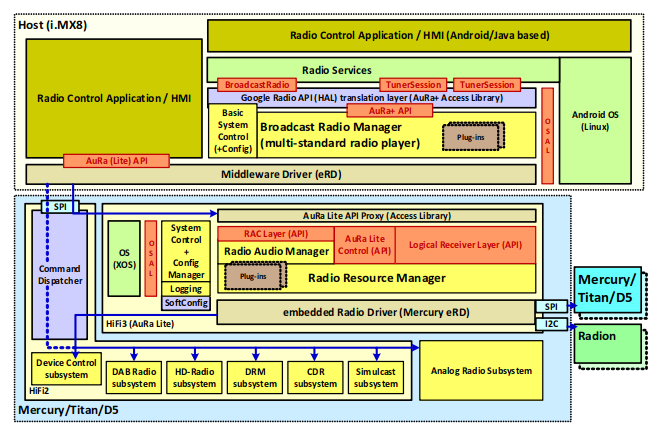 Host (i.MX8)
Radio Control Application / HMI (Android/Java based)
Radio Control Application / HMI
Radio Services
BroadcastRadio
TunerSession
TunerSession
Google Radio API (HAL) translation layer (AuRa+ Access Library)
AuRa+ API
Basic
System
Control
(+Config)
Broadcast Radio Manager
(multi-standard radio player)
Plug-ins
O
S
A
L
Android OS
(Linux)
AuRa (Lite) API
Middleware Driver (eRD)
SPI
Command
Dispatcher
OS
(XOS)
O
S
A
L
System
Control
+
Config
Manager
Logging
SoftConfig
HiFi3 (AuRa Lite)
AuRa Lite API Proxy (Access Library)
RAC Layer (API)
Radio Audio Manager
AuRa Lite
Control (API)
Logical Receiver Layer (API)
Plug-ins
Radio Resource Manager
embedded Radio Driver (Mercury eRD)
SPI
I2C
Mercury/
Titan/D5
Radion
Device Control
subsystem
HiFi2
DAB Radio
subsystem
HD-Radio
subsystem
DRM
subsystem
CDR
subsystem
Simulcast
subsystem
Analog Radio Subsystem
Mercury/Titan/D5